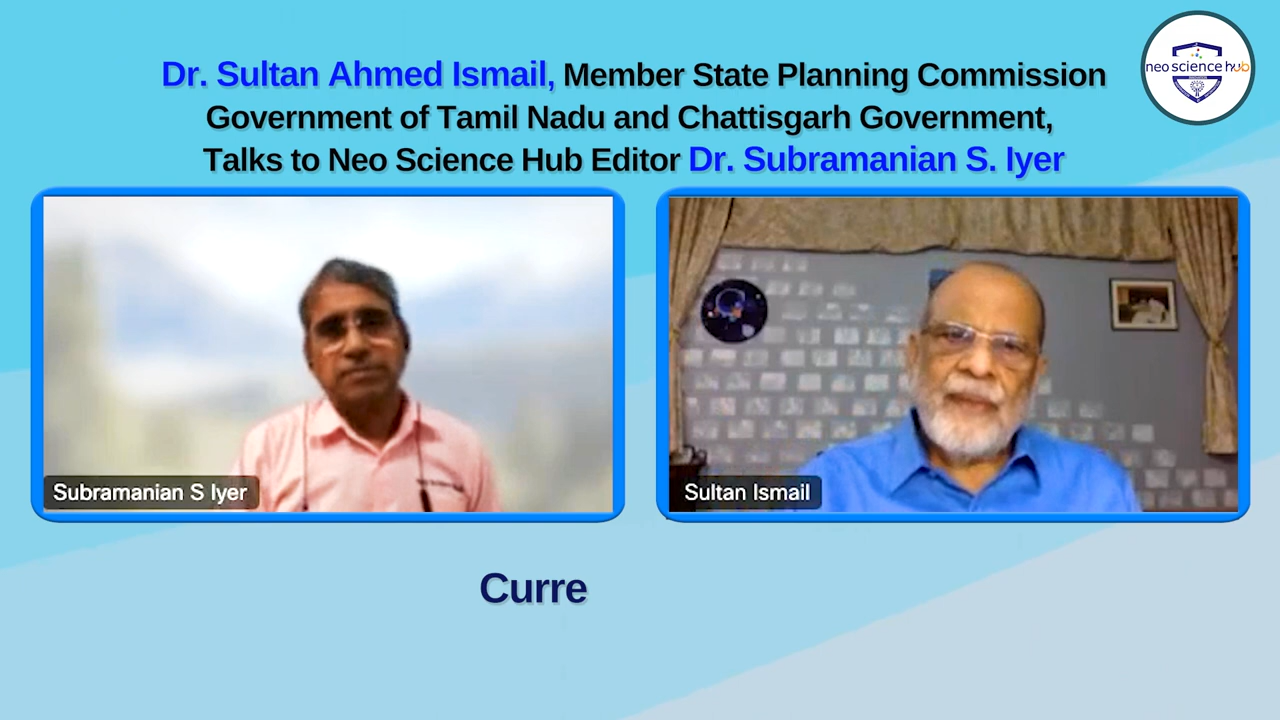 Dr. Sultan Ahmed Ismail, Member State Planning Commission
neo science hub
Government of Tamil Nadu and Chattisgarh Government,
Talks to Neo Science Hub Editor Dr. Subramanian S. Iyer
Subramanian S Iyer
Sultan Ismail
Curre